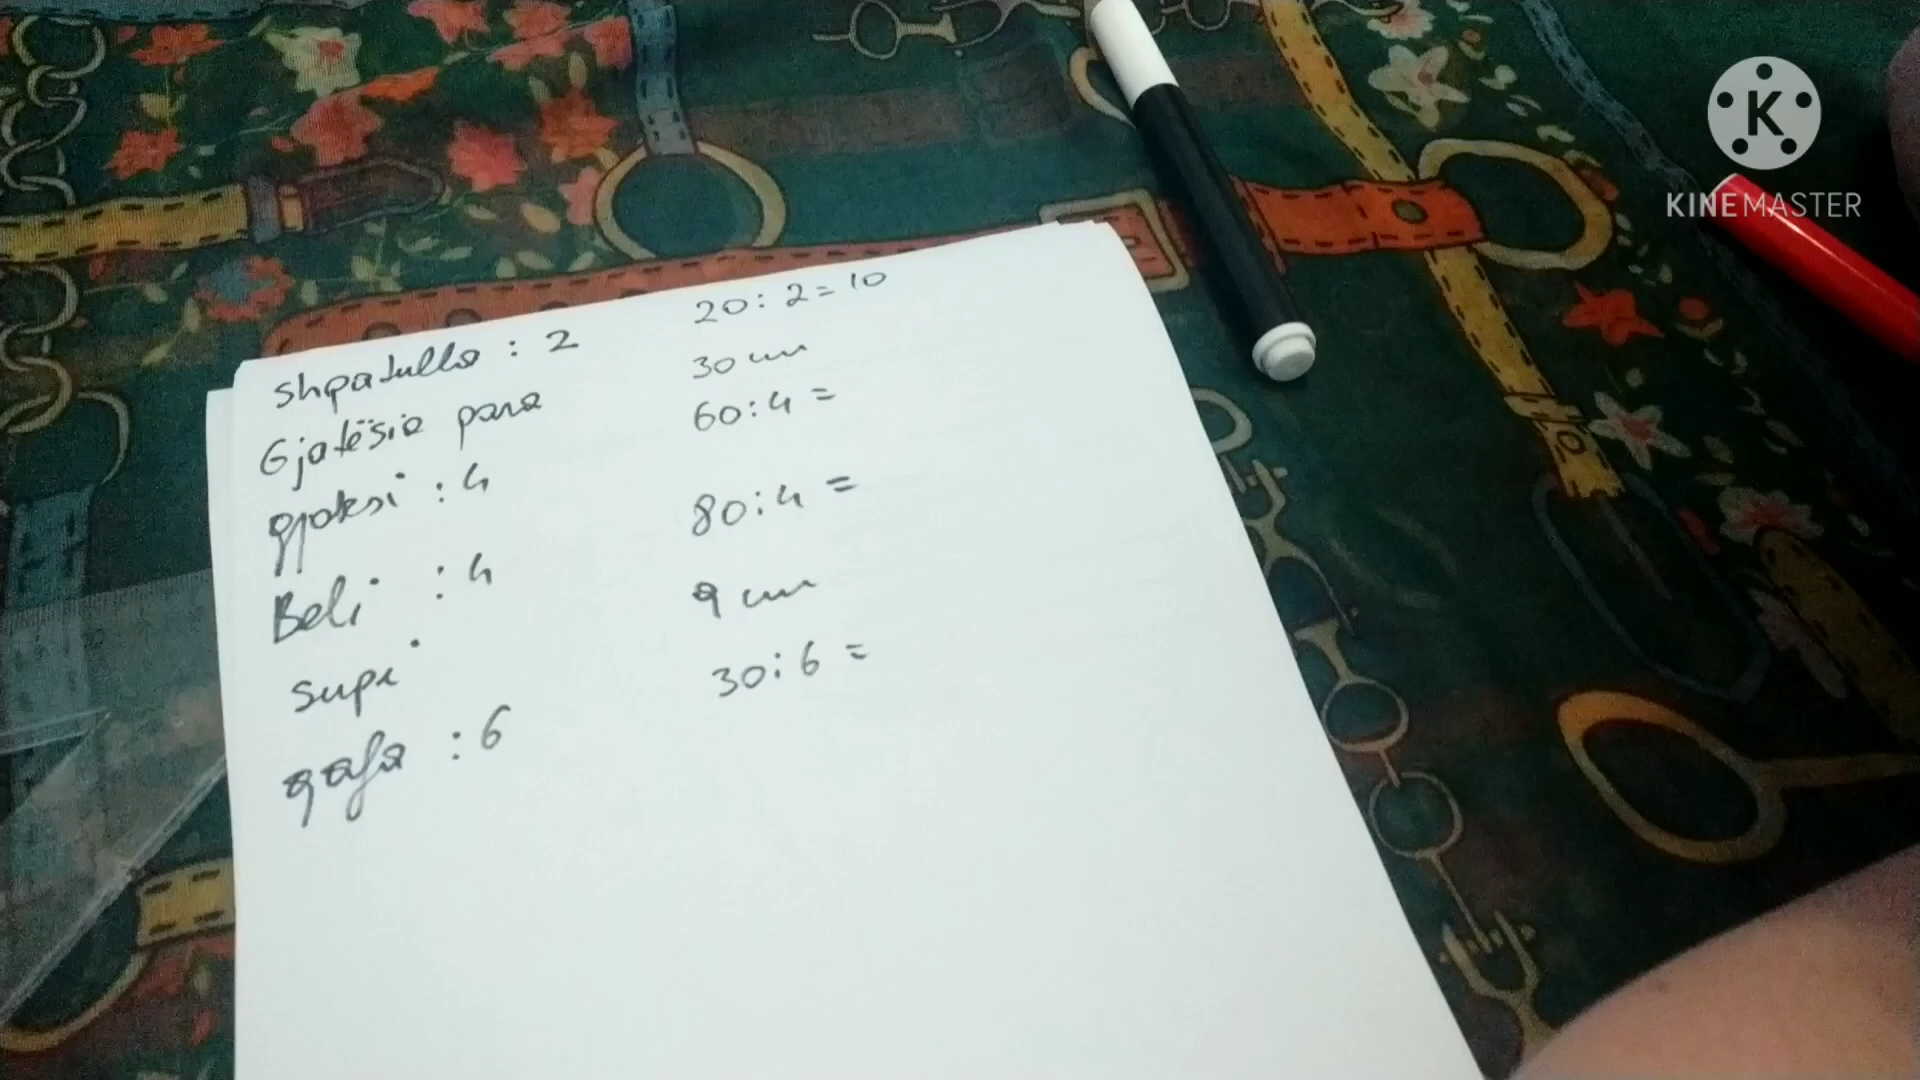 shpatulla : 2 20 : 2 = 10
Gjatësia para 30 cm
gjoksi : 4 60 : 4 =
Beli : 4 80 : 4 =
Supi 9 cm
qafa : 6 30 : 6 =
K
KINEMASTER